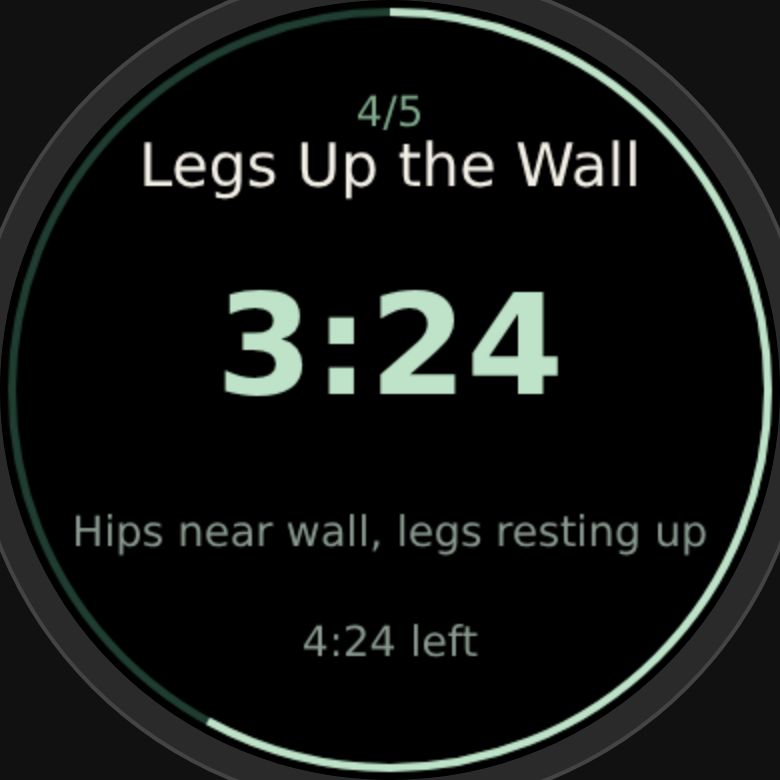 4/5
Legs Up the Wall
3:24
Hips near wall, legs resting up
4:24 left